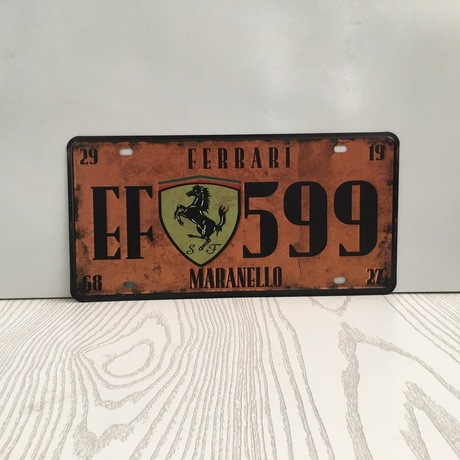 29 FERRARI 19
EF S F 599
68 MARANELLO 27